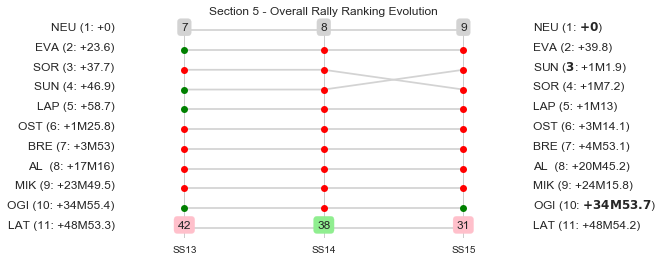 Section 5 - Overall Rally Ranking Evolution
NEU (1: +0) 7 8 9 NEU (1: +0)
EVA (2: +23.6) EVA (2: +39.8)
SOR (3: +37.7) SUN (3: +1M1.9)
SUN (4: +46.9) SOR (4: +1M7.2)
LAP (5: +58.7) LAP (5: +1M13)
OST (6: +1M25.8) OST (6: +3M14.1)
BRE (7: +3M53) BRE (7: +4M53.1)
AL (8: +17M16) AL (8: +20M45.2)
MIK (9: +23M49.5) MIK (9: +24M15.8)
OGI (10: +34M55.4) OGI (10: +34M53.7)
LAT (11: +48M53.3) 42 38 31 LAT (11: +48M54.2)
SS13 SS14 SS15